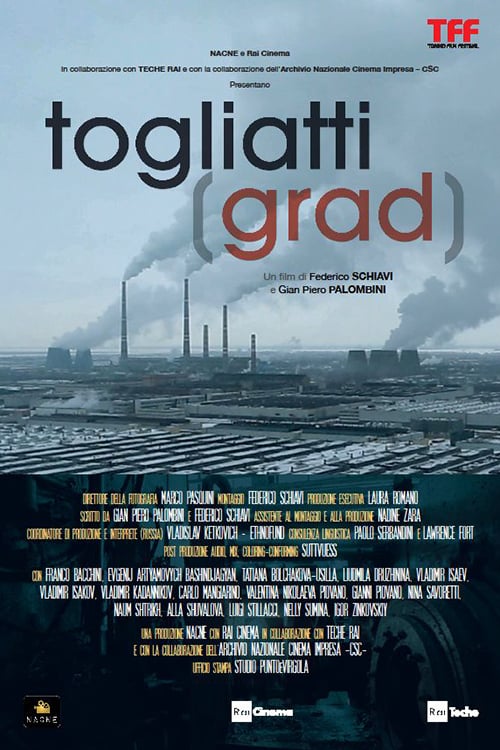 TFF
TORINO FILM FESTIVAL
NACNE e Rai Cinema
In collaborazione con TECHE RAI e con la collaborazione dell'Archivio Nazionale Cinema Impresa – CSC
Presentano
togliatti
(grad)
Un film di Federico SCHIAVI
e Gian Piero PALOMBINI
DIRETTORE DELLA FOTOGRAFIA MARCO PASQUINI MONTAGGIO FEDERICO SCHIAVI PRODUZIONE ESECUTIVA LAURA ROMANO
SCRITTO DA GIAN PIERO PALOMBINI E FEDERICO SCHIAVI ASSISTENTE AL MONTAGGIO E ALLA PRODUZIONE NADINE ZARA
COORDINATORE DI PRODUZIONE E INTERPRETE (RUSSIA) VLADISLAV KETKOVICH - ETHNOFUND CONSULENZA LINGUISTICA PAOLO SERBANDINI E LAWRENCE FORT
POST PRODUZIONE AUDIO, MIX, COLORING-CONFORMING SUTTVUESS
CON FRANCO BACCHINI, EVGENIJ ARTYAMOVYCH BASHNDJAGYAN, TATIANA BOLCHAKOVA-USILLA, LIUDMILA DRUZHININA, VLADIMIR ISAEV,
VLADIMIR ISAKOV, VLADIMIR KADANNIKOV, CARLO MANGIARINO, VALENTINA NIKOLAEVA PIOVANO, GIANNI PIOVANO, NINA SAVORETTI,
NAUM SHTRIKH, ALLA SHUVALOVA, LUIGI STILLACCI, NELLY SUMINA, IGOR ZINKOVSKIY
UNA PRODUZIONE NACNE CON RAI CINEMA IN COLLABORAZIONE CON TECHE RAI
E CON LA COLLABORAZIONE DELL'ARCHIVIO NAZIONALE CINEMA IMPRESA -CSC-
UFFICIO STAMPA STUDIO PUNTOEVIRGOLA
NACNE
Rai Cinema
Rai Teche